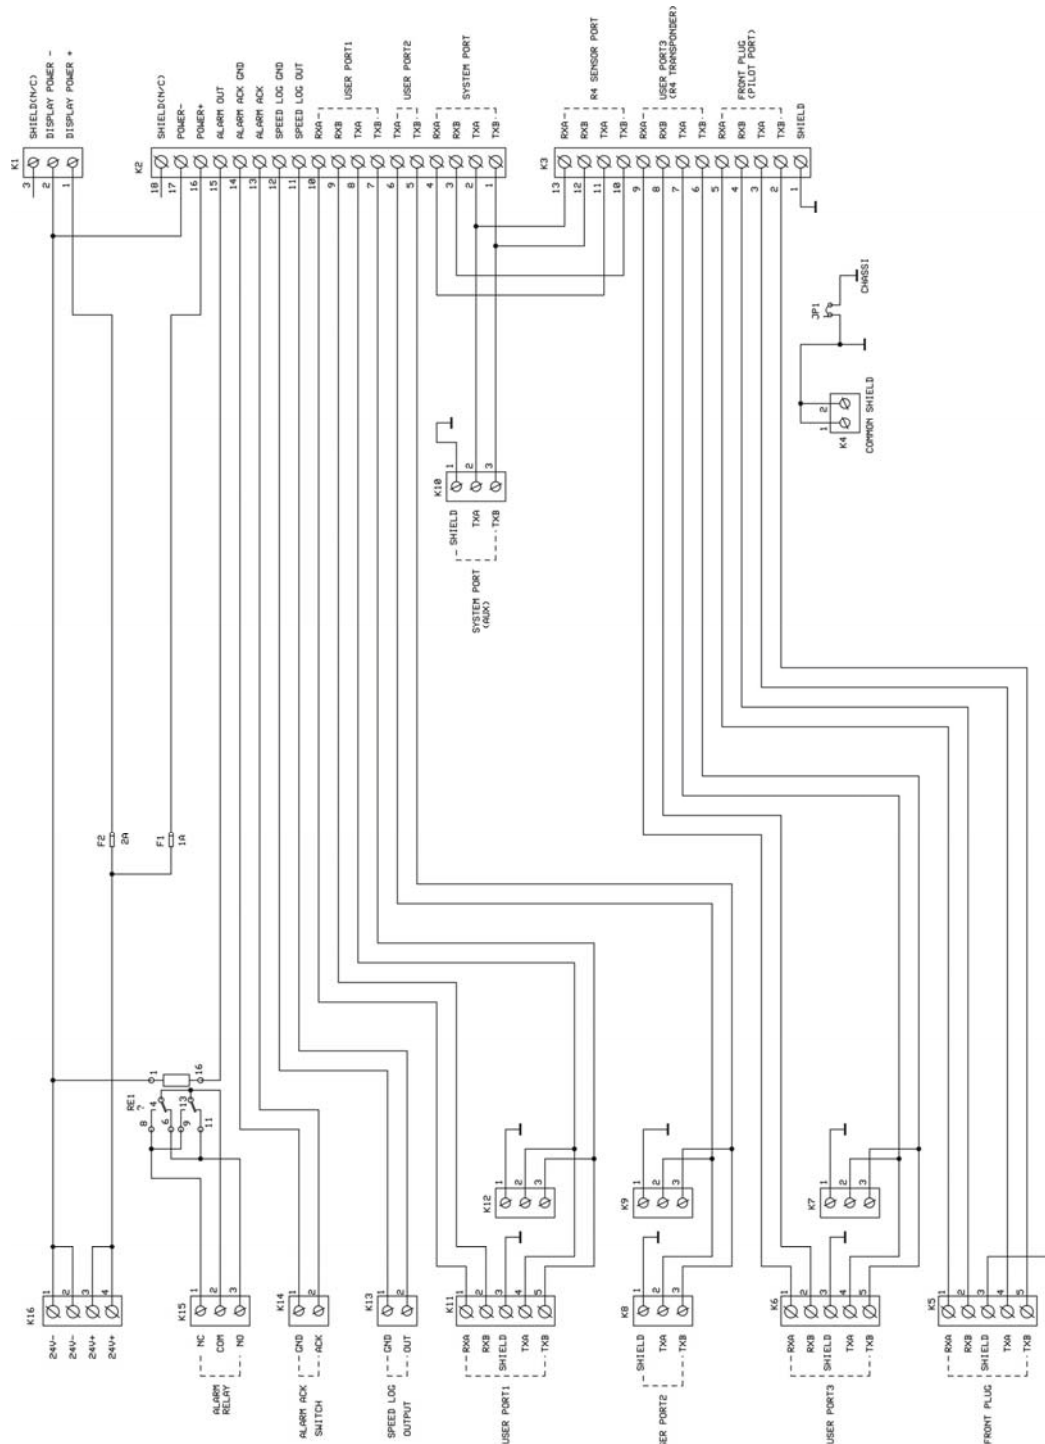 K1
SHIELD(N/C)
DISPLAY POWER -
DISPLAY POWER +
3
2
1
K2
SHIELD(N/C)
POWER-
POWER+
ALARM OUT
ALARM ACK GND
ALARM ACK
SPEED LOG GND
SPEED LOG OUT
RXA
RXB
TXA
TXB
USER PORT1
TXA
TXB
USER PORT2
RXA
RXB
TXA
TXB
SYSTEM PORT
18
17
16
15
14
13
12
11
10
9
8
7
6
5
4
3
2
1
K3
RXA
RXB
TXA
TXB
R4 SENSOR PORT
RXA
RXB
TXA
TXB
USER PORT3
(R4 TRANSPONDER)
RXA
RXB
TXA
TXB
FRONT PLUG
(PILOT PORT)
SHIELD
13
12
11
10
9
8
7
6
5
4
3
2
1
JP1
CHASSI
K4
1
2
COMMON SHIELD
K10
1
2
3
SHIELD
TXA
TXB
SYSTEM PORT
(AUX)
F2
2A
F1
1A
RE1
?
1
16
4
13
8
6
9
11
K16
1
2
3
4
24V-
24V-
24V+
24V+
K15
1
2
3
NC
COM
NO
ALARM
RELAY
K14
1
2
GND
ACK
ALARM ACK
SWITCH
K13
1
2
GND
OUT
SPEED LOG
OUTPUT
K12
1
2
3
K11
1
2
3
4
5
RXA
RXB
SHIELD
TXA
TXB
USER PORT1
K9
1
2
3
K8
1
2
3
SHIELD
TXA
TXB
ER PORT2
K7
1
2
3
K6
1
2
3
4
5
RXA
RXB
SHIELD
TXA
TXB
USER PORT3
K5
1
2
3
4
5
RXA
RXB
SHIELD
TXA
TXB
FRONT PLUG